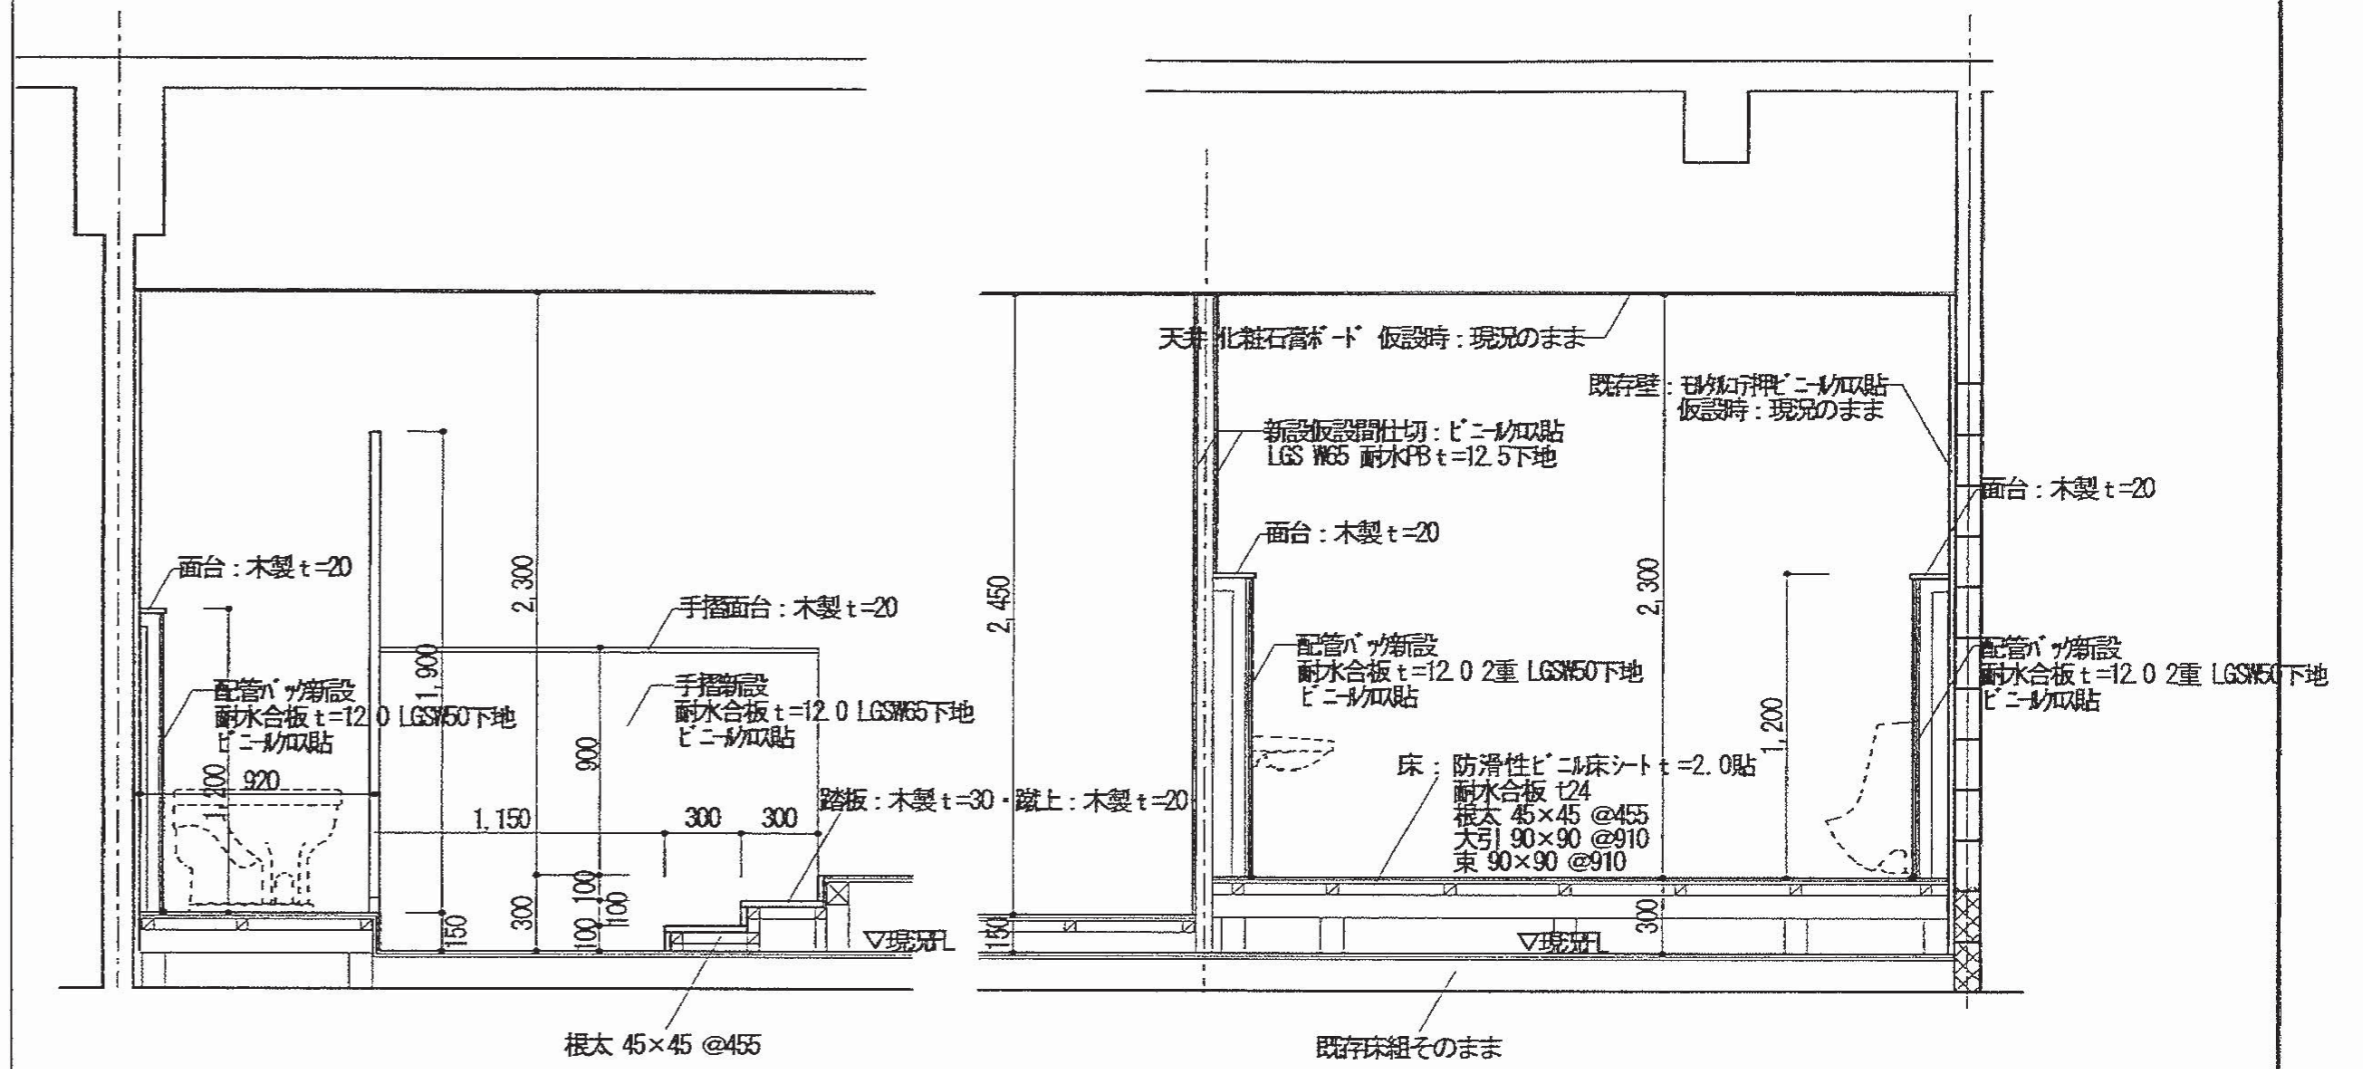 天井 化粧石膏ボード 仮設時：現況のまま
既存壁：モルタルコテ押ビニールクロス貼
仮設時：現況のまま
新設仮設間仕切：ビニールクロス貼
LGS W65 耐水PB t=12.5下地
面台：木製 t=20
面台：木製 t=20
面台：木製 t=20
手摺面台：木製 t=20
2,300
2,450
2,300
1,900
配管バック新設
耐水合板 t=12.0 LGSW50下地
ビニールクロス貼
手摺新設
耐水合板 t=12.0 LGSW65下地
ビニールクロス貼
配管バック新設
耐水合板 t=12.0 2重 LGSW50下地
ビニールクロス貼
配管バック新設
耐水合板 t=12.0 2重 LGSW50下地
ビニールクロス貼
1,200
920
900
1,200
踏板：木製 t=30・蹴上：木製 t=20
1,150
300
300
床：防滑性ビニル床シート t=2.0貼
耐水合板 t24
根太 45×45 @455
大引 90×90 @910
束 90×90 @910
150
300
100
100
100
▽現況FL
150
▽現況FL
300
根太 45×45 @455
既存床組そのまま